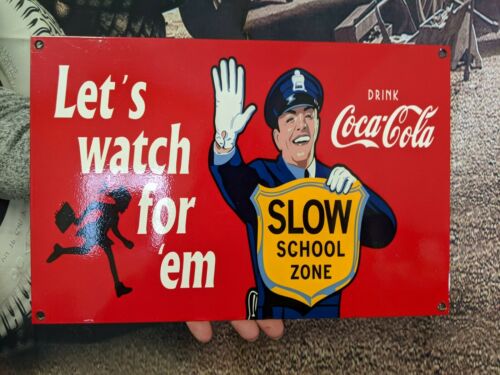 Let's
watch
for
'em
DRINK
Coca-Cola
SLOW
SCHOOL
ZONE